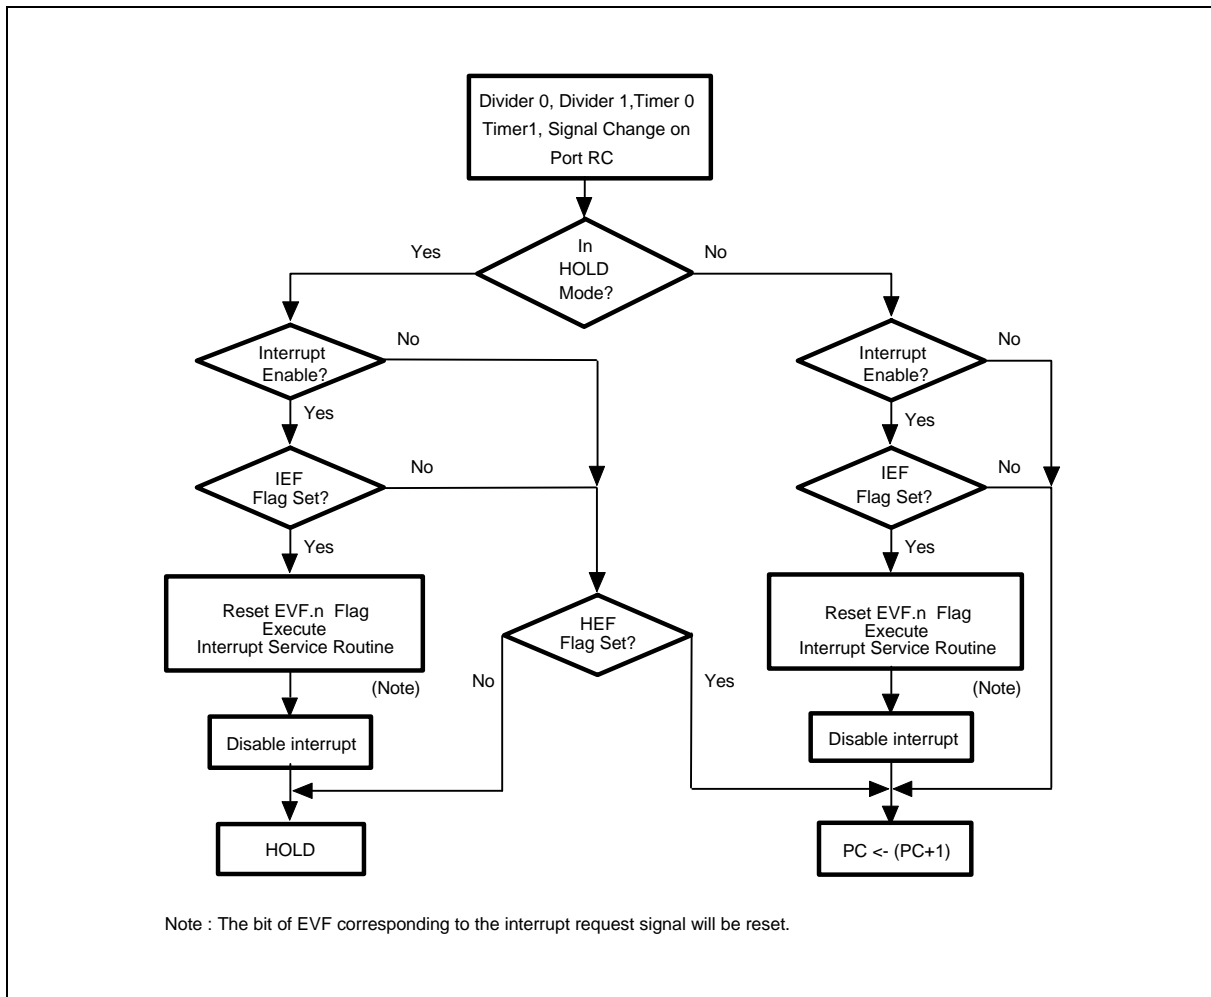 Divider 0, Divider 1,Timer 0
Timer1, Signal Change on
Port RC
In
HOLD
Mode?
Yes
No
Interrupt
Enable?
No
Yes
IEF
Flag Set?
No
Yes
Reset EVF.n Flag
Execute
Interrupt Service Routine
(Note)
Disable interrupt
HOLD
HEF
Flag Set?
No
Yes
Interrupt
Enable?
No
Yes
IEF
Flag Set?
No
Yes
Reset EVF.n Flag
Execute
Interrupt Service Routine
(Note)
Disable interrupt
PC <- (PC+1)
Note : The bit of EVF corresponding to the interrupt request signal will be reset.